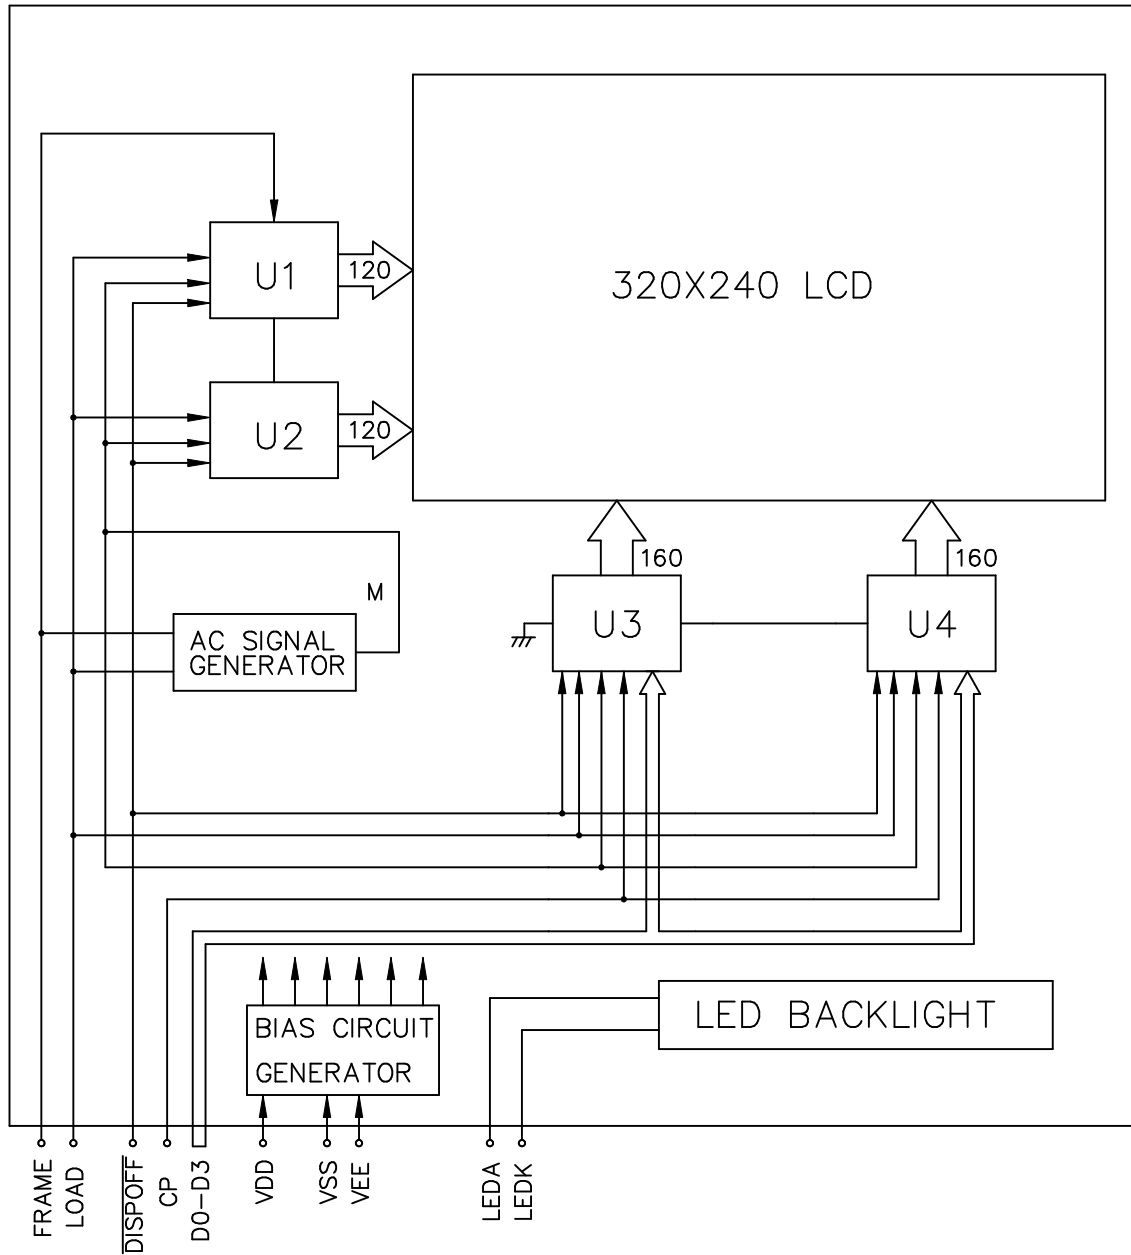 U1
120
320X240 LCD
U2
120
160
160
M
U3
U4
AC SIGNAL
GENERATOR
BIAS CIRCUIT
GENERATOR
LED BACKLIGHT
FRAME
LOAD
DISPOFF
CP
D0-D3
VDD
VSS
VEE
LEDA
LEDK